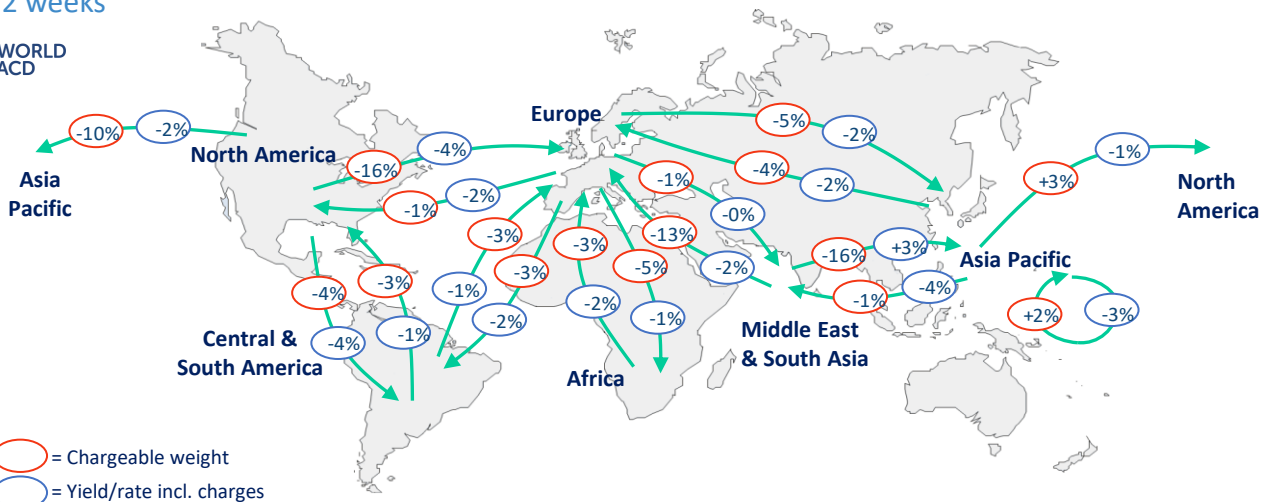 2 weeks
WORLD
ACD
Europe
-10%
-2%
North America
Asia
Pacific
-16%
-4%
-1%
-2%
-5%
-2%
-4%
-2%
-1%
-0%
+3%
-1%
North
America
-3%
-1%
-3%
-2%
-3%
-2%
-5%
-1%
-13%
-2%
-16%
+3%
Asia Pacific
-1%
-4%
+2%
-3%
-4%
-4%
-3%
-1%
Central &
South America
Africa
Middle East
& South Asia
= Chargeable weight
= Yield/rate incl. charges